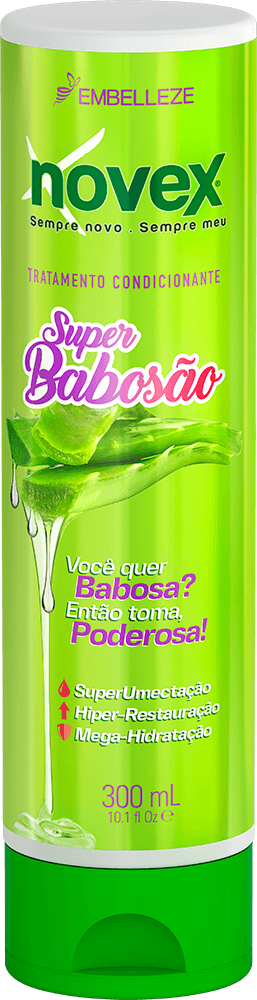 EMBELLEZE
novex®
Sempre novo . Sempre meu
TRATAMENTO CONDICIONANTE
Super
Babosão
Você quer
Babosa?
Então toma,
Poderosa!
SuperUmectação
Hiper-Restauração
Mega-Hidratação
300 mL
10.1 fl Oz ℮